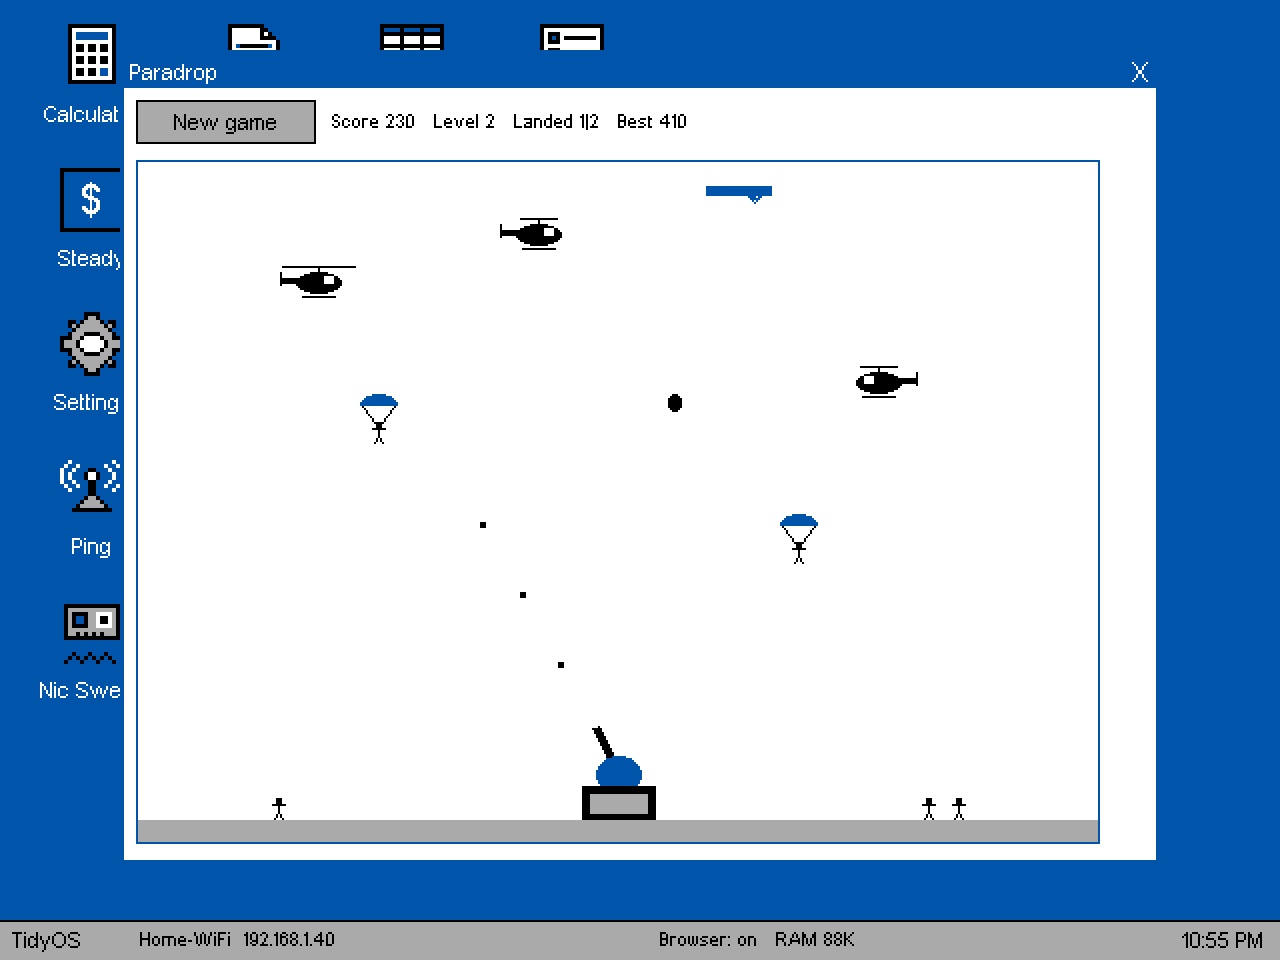 Paradrop
X
Calculat
New game
Score 230 Level 2 Landed 1|2 Best 410
$
Steady
Setting
Ping
Nic Swe
TidyOS Home-WiFi 192.168.1.40 Browser: on RAM 88K 10:55 PM